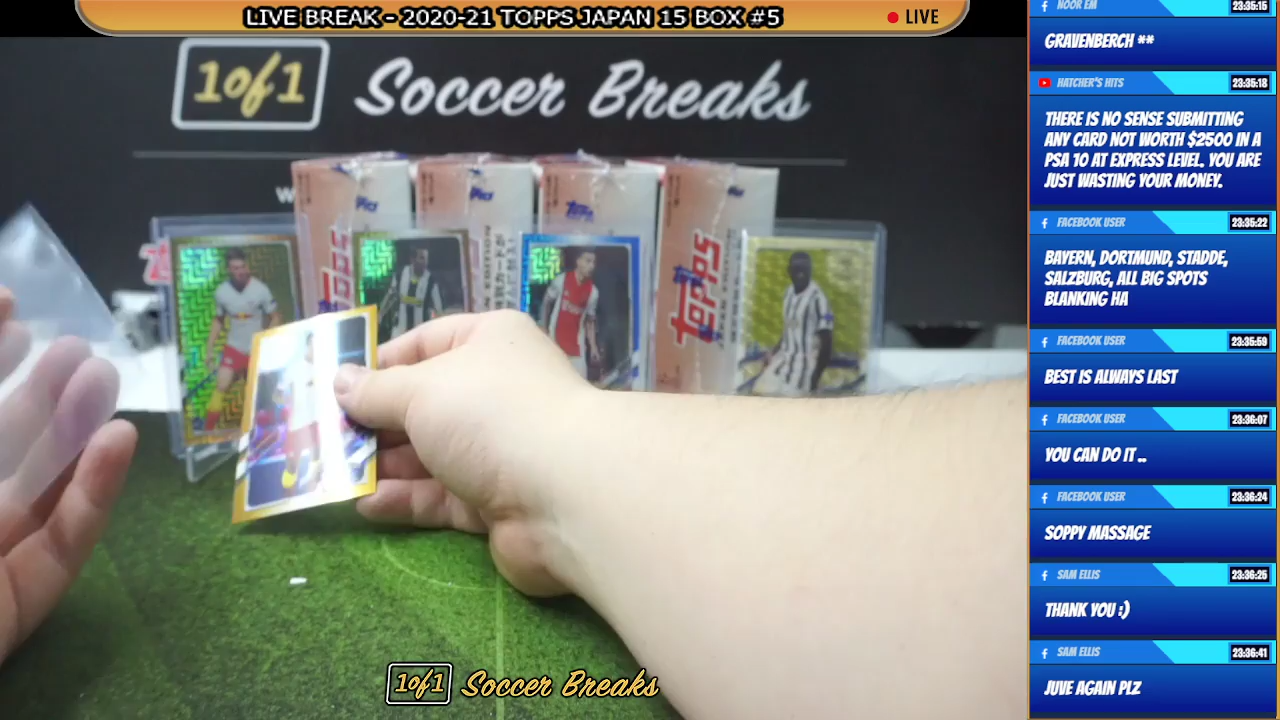 LIVE BREAK - 2020-21 TOPPS JAPAN 15 BOX #5
LIVE
1of1 Soccer Breaks
Topps
Topps
TOPPS
TOPPS
1of1 Soccer Breaks
NOOR EM
23:35:15
GRAVENBERCH **
HATCHER'S HITS
23:35:18
THERE IS NO SENSE SUBMITTING
ANY CARD NOT WORTH $2500 IN A
PSA 10 AT EXPRESS LEVEL. YOU ARE
JUST WASTING YOUR MONEY.
FACEBOOK USER
23:35:22
BAYERN, DORTMUND, STADDE,
SALZBURG, ALL BIG SPOTS
BLANKING HA
FACEBOOK USER
23:35:59
BEST IS ALWAYS LAST
FACEBOOK USER
23:36:07
YOU CAN DO IT ..
FACEBOOK USER
23:36:24
SOPPY MASSAGE
SAM ELLIS
23:36:25
THANK YOU :)
SAM ELLIS
23:36:41
JUVE AGAIN PLZ